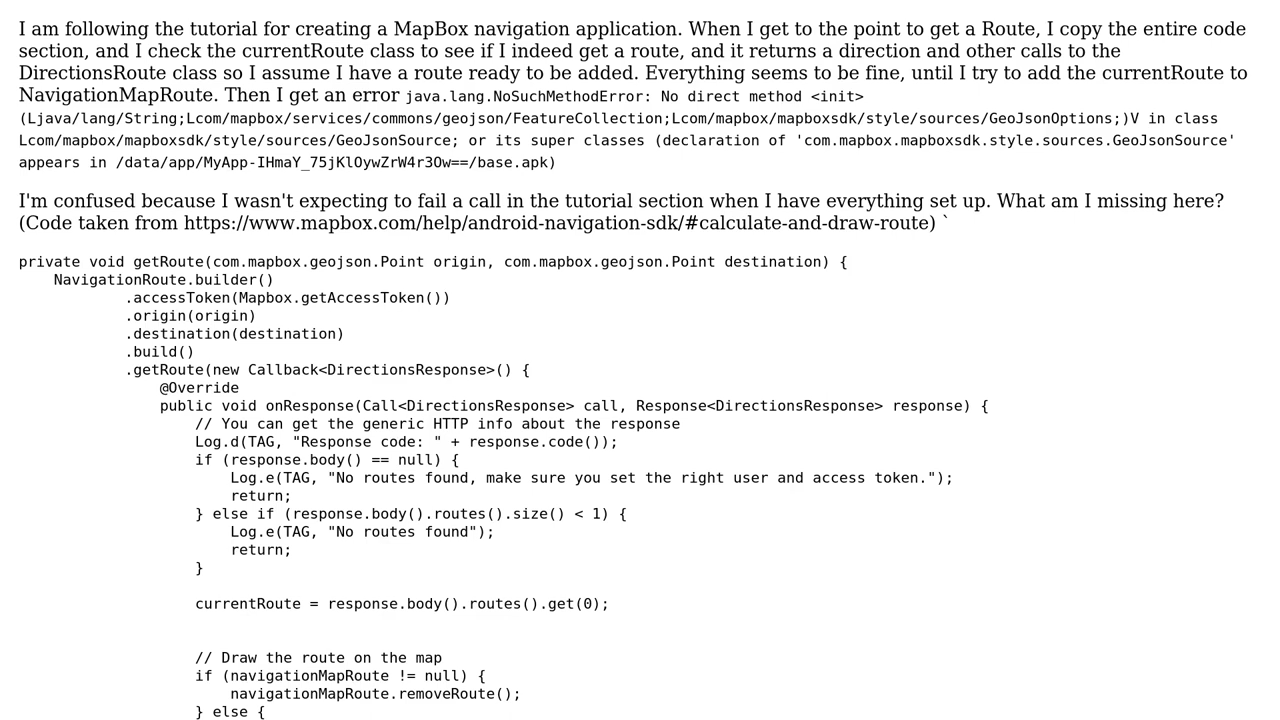 I am following the tutorial for creating a MapBox navigation application. When I get to the point to get a Route, I copy the entire code
section, and I check the currentRoute class to see if I indeed get a route, and it returns a direction and other calls to the
DirectionsRoute class so I assume I have a route ready to be added. Everything seems to be fine, until I try to add the currentRoute to
NavigationMapRoute. Then I get an error java.lang.NoSuchMethodError: No direct method <init>
(Ljava/lang/String;Lcom/mapbox/services/commons/geojson/FeatureCollection;Lcom/mapbox/mapboxsdk/style/sources/GeoJsonOptions;)V in class
Lcom/mapbox/mapboxsdk/style/sources/GeoJsonSource; or its super classes (declaration of 'com.mapbox.mapboxsdk.style.sources.GeoJsonSource'
appears in /data/app/MyApp-IHmaY_75jKlOywZrW4r3Ow==/base.apk)
I'm confused because I wasn't expecting to fail a call in the tutorial section when I have everything set up. What am I missing here?
(Code taken from https://www.mapbox.com/help/android-navigation-sdk/#calculate-and-draw-route) `
private void getRoute(com.mapbox.geojson.Point origin, com.mapbox.geojson.Point destination) {
    NavigationRoute.builder()
            .accessToken(Mapbox.getAccessToken())
            .origin(origin)
            .destination(destination)
            .build()
            .getRoute(new Callback<DirectionsResponse>() {
                @Override
                public void onResponse(Call<DirectionsResponse> call, Response<DirectionsResponse> response) {
                    // You can get the generic HTTP info about the response
                    Log.d(TAG, "Response code: " + response.code());
                    if (response.body() == null) {
                        Log.e(TAG, "No routes found, make sure you set the right user and access token.");
                        return;
                    } else if (response.body().routes().size() < 1) {
                        Log.e(TAG, "No routes found");
                        return;
                    }
                    currentRoute = response.body().routes().get(0);
                    // Draw the route on the map
                    if (navigationMapRoute != null) {
                        navigationMapRoute.removeRoute();
                    } else {